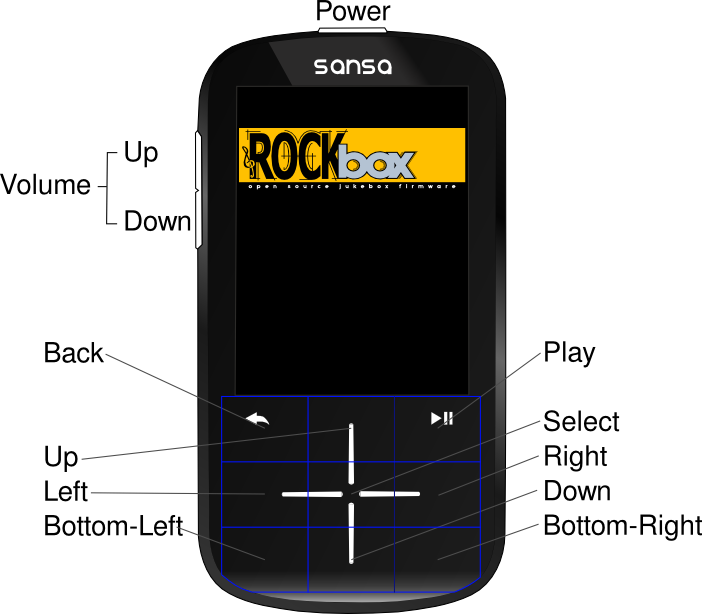 Power
sansa
ROCKbox
open source jukebox firmware
Up
Volume
Down
Back
Play
Select
Up
Right
Left
Down
Bottom-Left
Bottom-Right